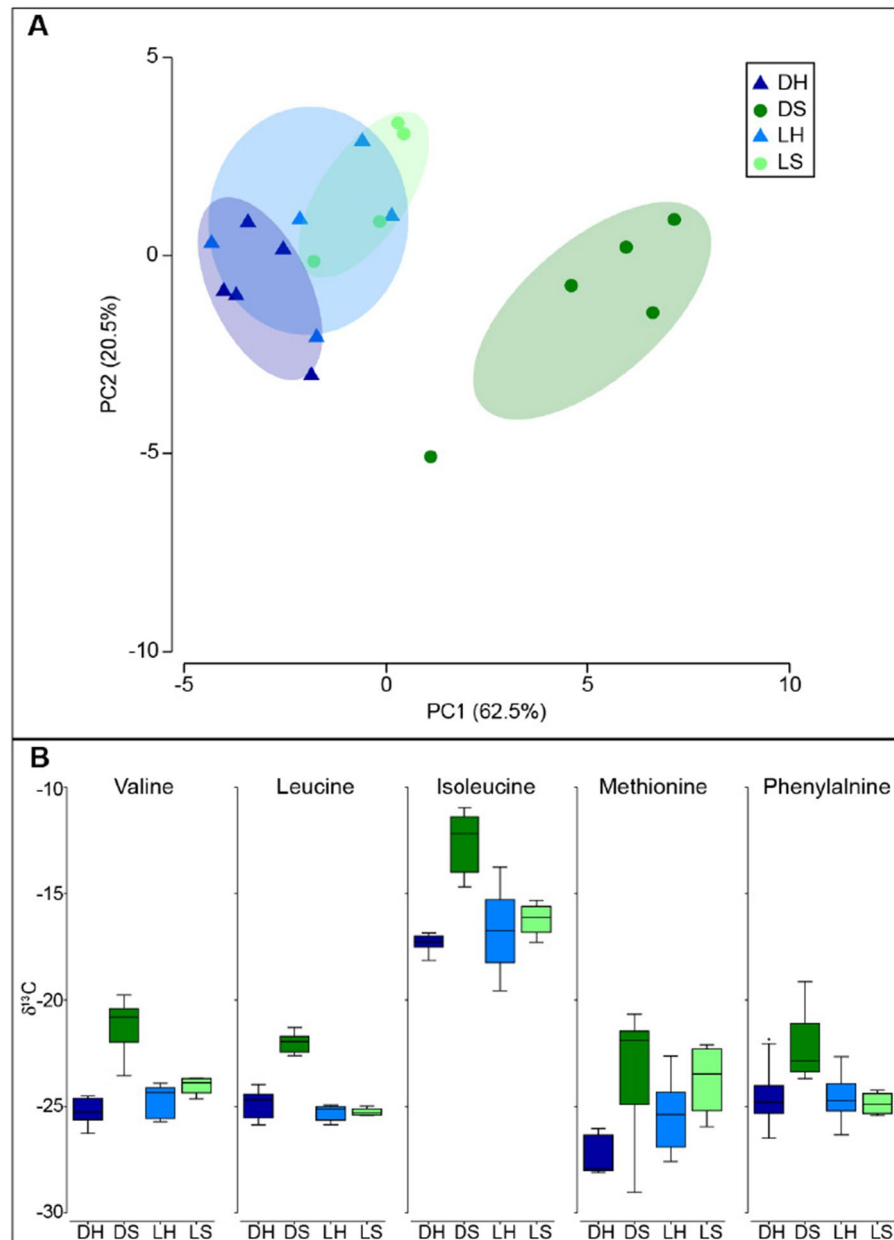 A
5
DH
DS
LH
LS
0
PC2 (20.5%)
-5
-10
-5
0
5
10
PC1 (62.5%)
B
-10
Valine
Leucine
Isoleucine
Methionine
Phenylalnine
-15
-20
δ¹³C
-25
-30
DH DS LH LS
DH DS LH LS
DH DS LH LS
DH DS LH LS
DH DS LH LS